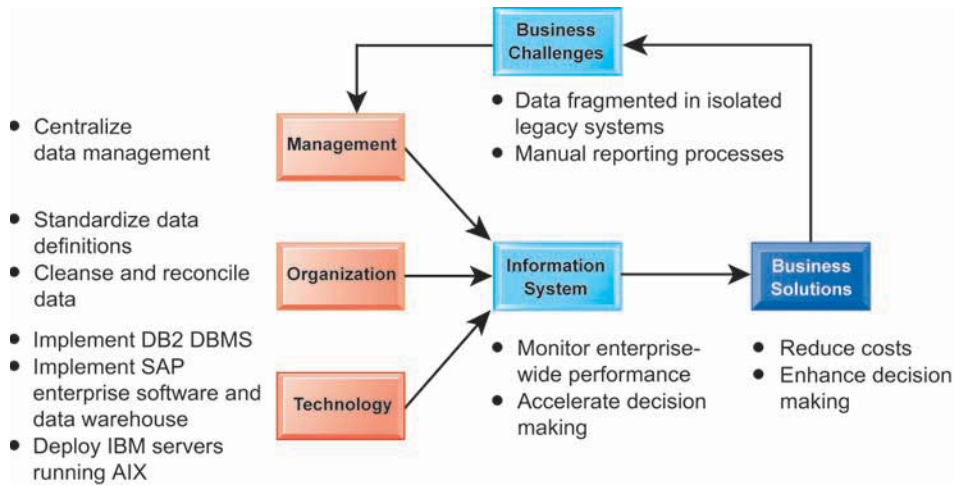 Business
Challenges
• Data fragmented in isolated
legacy systems
• Manual reporting processes
• Centralize
data management
Management
• Standardize data
definitions
• Cleanse and reconcile
data
Organization
Information
System
Business
Solutions
• Implement DB2 DBMS
• Implement SAP
enterprise software and
data warehouse
• Deploy IBM servers
running AIX
Technology
• Monitor enterprise-
wide performance
• Accelerate decision
making
• Reduce costs
• Enhance decision
making